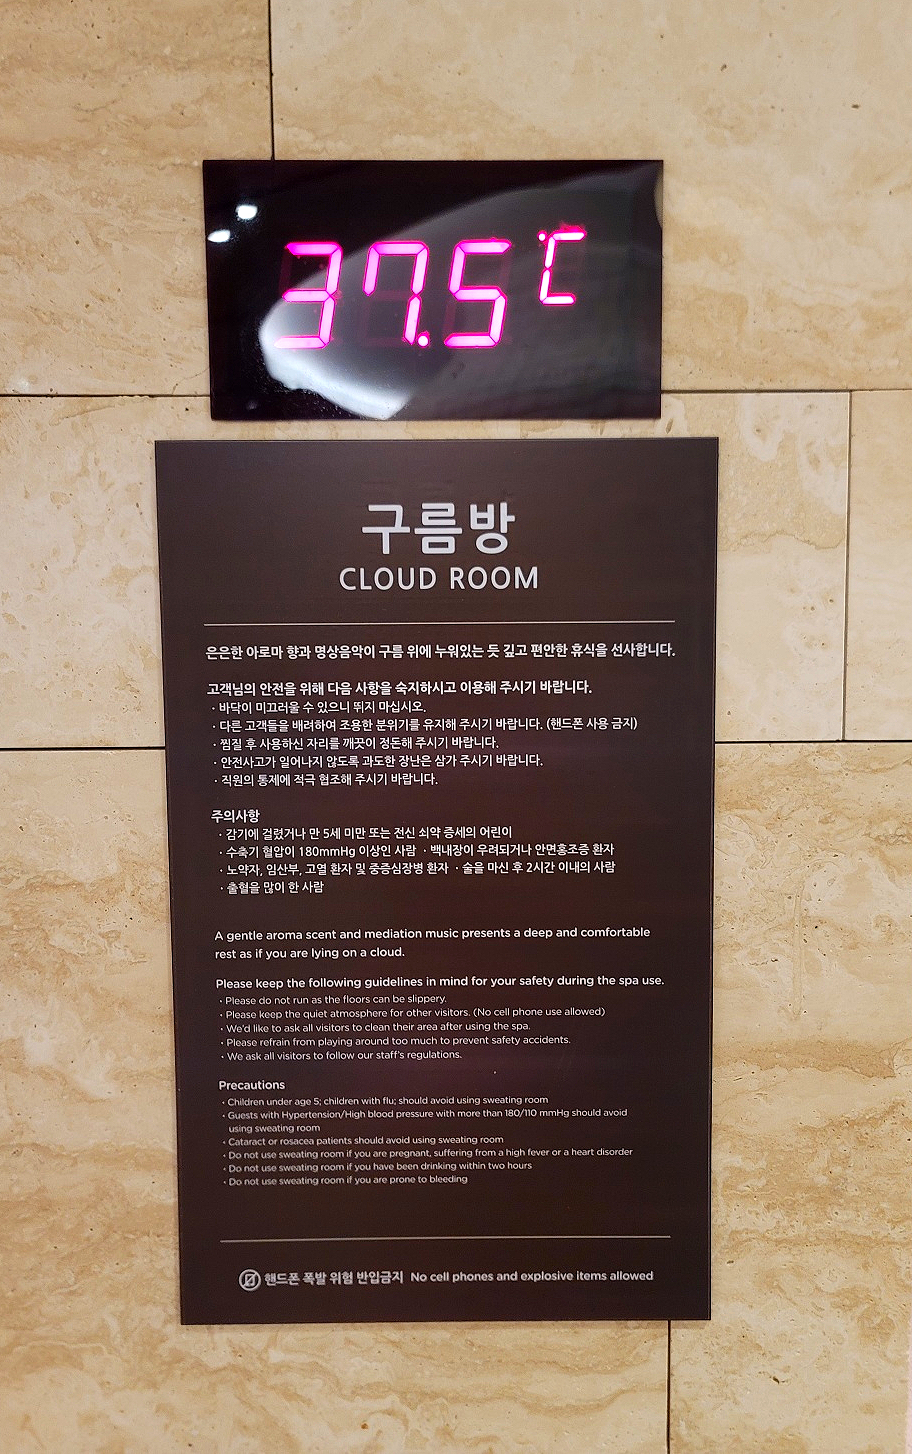 37.5℃
구름방
CLOUD ROOM
은은한 아로마 향과 명상음악이 구름 위에 누워있는 듯 깊고 편안한 휴식을 선사합니다.
고객님의 안전을 위해 다음 사항을 숙지하시고 이용해 주시기 바랍니다.
· 바닥이 미끄러울 수 있으니 뛰지 마십시오.
· 다른 고객들을 배려하여 조용한 분위기를 유지해 주시기 바랍니다. (핸드폰 사용 금지)
· 찜질 후 사용하신 자리를 깨끗이 정돈해 주시기 바랍니다.
· 안전사고가 일어나지 않도록 과도한 장난은 삼가 주시기 바랍니다.
· 직원의 통제에 적극 협조해 주시기 바랍니다.
주의사항
· 감기에 걸렸거나 만 5세 미만 또는 전신 쇠약 증세의 어린이
· 수축기 혈압이 180mmHg 이상인 사람 · 백내장이 우려되거나 안면홍조증 환자
· 노약자, 임산부, 고열 환자 및 중증심장병 환자 · 술을 마신 후 2시간 이내의 사람
· 출혈을 많이 한 사람
A gentle aroma scent and mediation music presents a deep and comfortable
rest as if you are lying on a cloud.
Please keep the following guidelines in mind for your safety during the spa use.
· Please do not run as the floors can be slippery.
· Please keep the quiet atmosphere for other visitors. (No cell phone use allowed)
· We'd like to ask all visitors to clean their area after using the spa.
· Please refrain from playing around too much to prevent safety accidents.
· We ask all visitors to follow our staff's regulations.
Precautions
· Children under age 5; children with flu; should avoid using sweating room
· Guests with Hypertension/High blood pressure with more than 180/110 mmHg should avoid
using sweating room
· Cataract or rosacea patients should avoid using sweating room
· Do not use sweating room if you are pregnant, suffering from a high fever or a heart disorder
· Do not use sweating room if you have been drinking within two hours
· Do not use sweating room if you are prone to bleeding
핸드폰 폭발 위험 반입금지 No cell phones and explosive items allowed